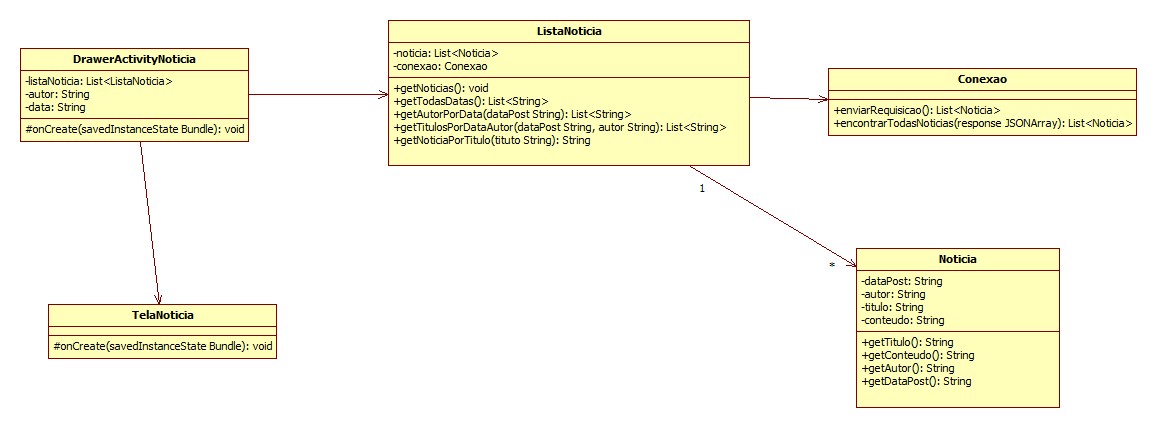 DrawerActivityNoticia
-listaNoticia: List<ListaNoticia>
-autor: String
-data: String
#onCreate(savedInstanceState Bundle): void
ListaNoticia
-noticia: List<Noticia>
-conexao: Conexao
+getNoticias(): void
+getTodasDatas(): List<String>
+getAutorPorData(dataPost String): List<String>
+getTitulosPorDataAutor(dataPost String, autor String): List<String>
+getNoticiaPorTitulo(tituto String): String
Conexao
+enviarRequisicao(): List<Noticia>
+encontrarTodasNoticias(response JSONArray): List<Noticia>
1
*
Noticia
-dataPost: String
-autor: String
-titulo: String
-conteudo: String
+getTitulo(): String
+getConteudo(): String
+getAutor(): String
+getDataPost(): String
TelaNoticia
#onCreate(savedInstanceState Bundle): void